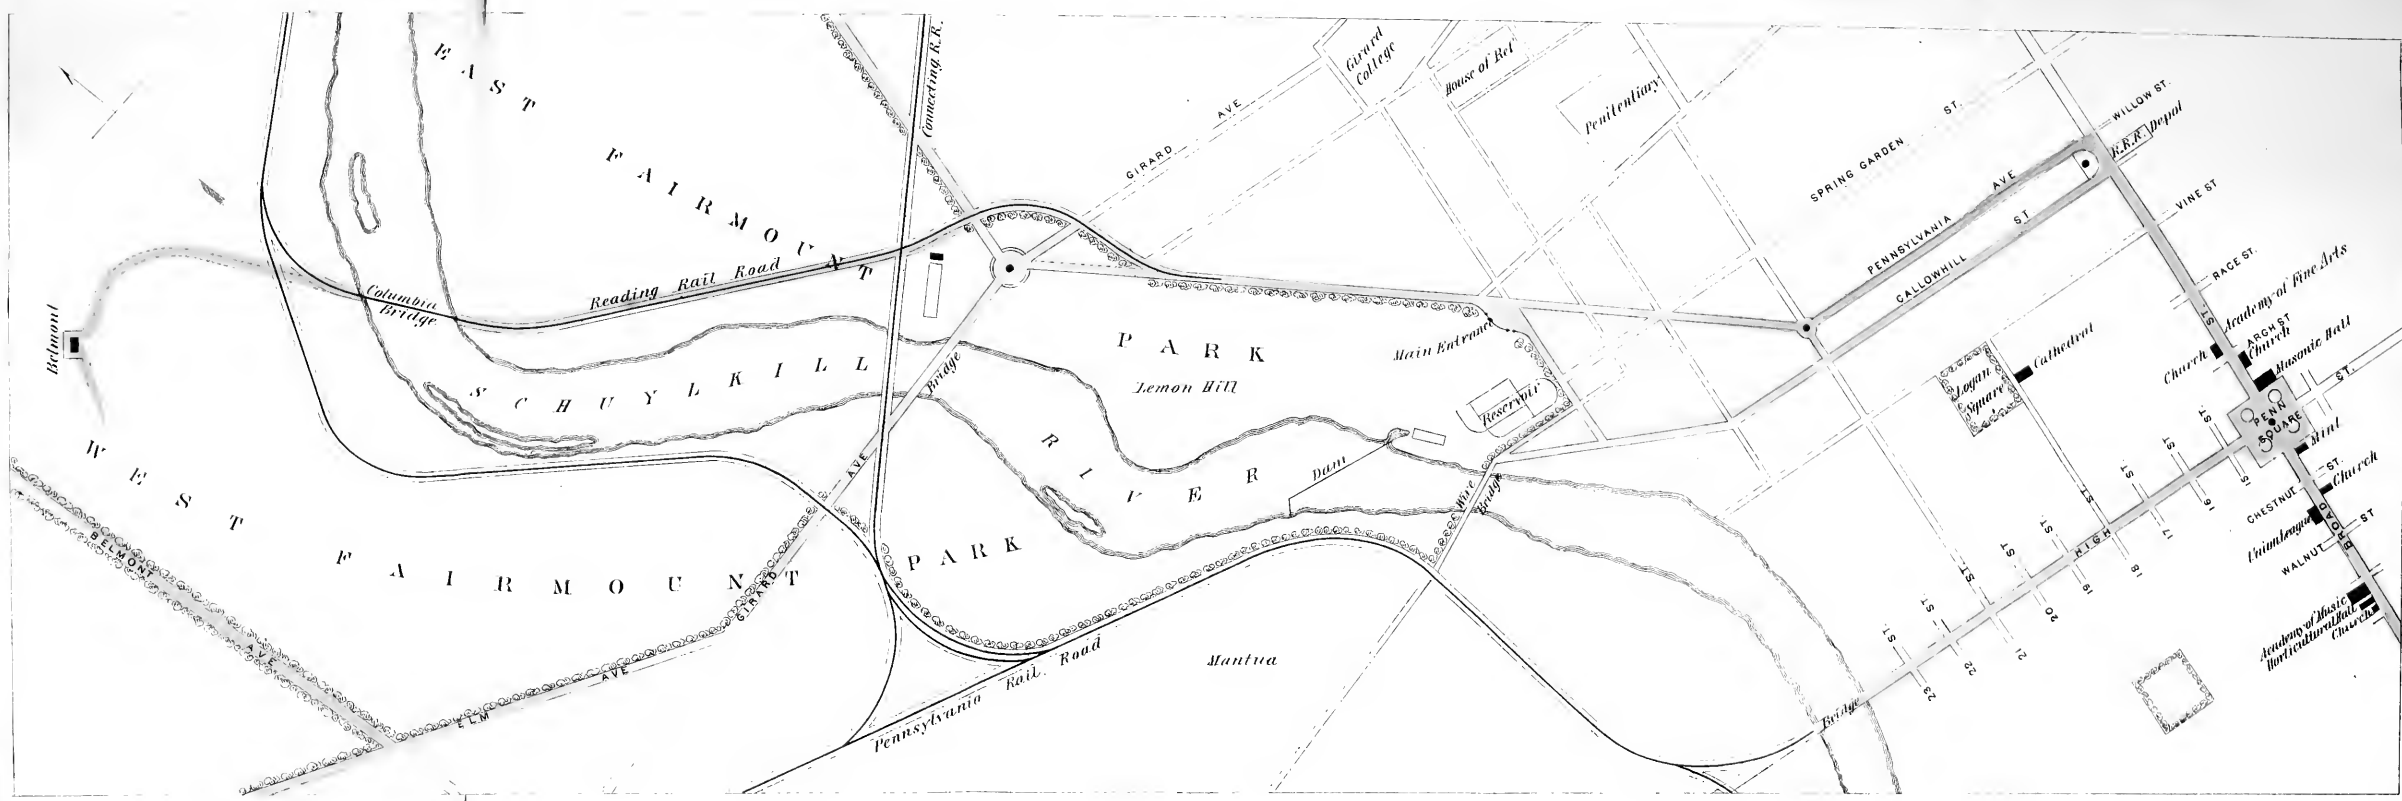 EAST FAIRMOUNT
PARK
Lemon Hill
WEST FAIRMOUNT
PARK
SCHUYLKILL
RIVER
Belmont
Columbia
Bridge
Reading Rail Road
Connecting R.R.
Bridge
GIRARD AVE
GIRARD AVE
BELMONT AVE
ELM AVE
Pennsylvania Rail Road
Mantua
Dam
Wire
Bridge
Reservoir
Main Entrance
Girard
College
House of Ref.
Penitentiary
SPRING GARDEN ST.
PENNSYLVANIA AVE
CALLOWHILL ST
WILLOW ST.
R.R.R. Depot
VINE ST
RACE ST.
Academy of Fine Arts
ARCH ST
Church
Church
Masonic Hall
Cathedral
Logan
Square
PENN
SQUARE
ST.
Mint
CHESTNUT ST.
Church
Unionleague
WALNUT ST
BROAD ST
Academy of Music
Horticultural Hall
Church
HIGH
15 ST.
16 ST
17 ST
18 ST
19 ST
20 ST
21 ST.
22 ST.
23 ST.
Bridge